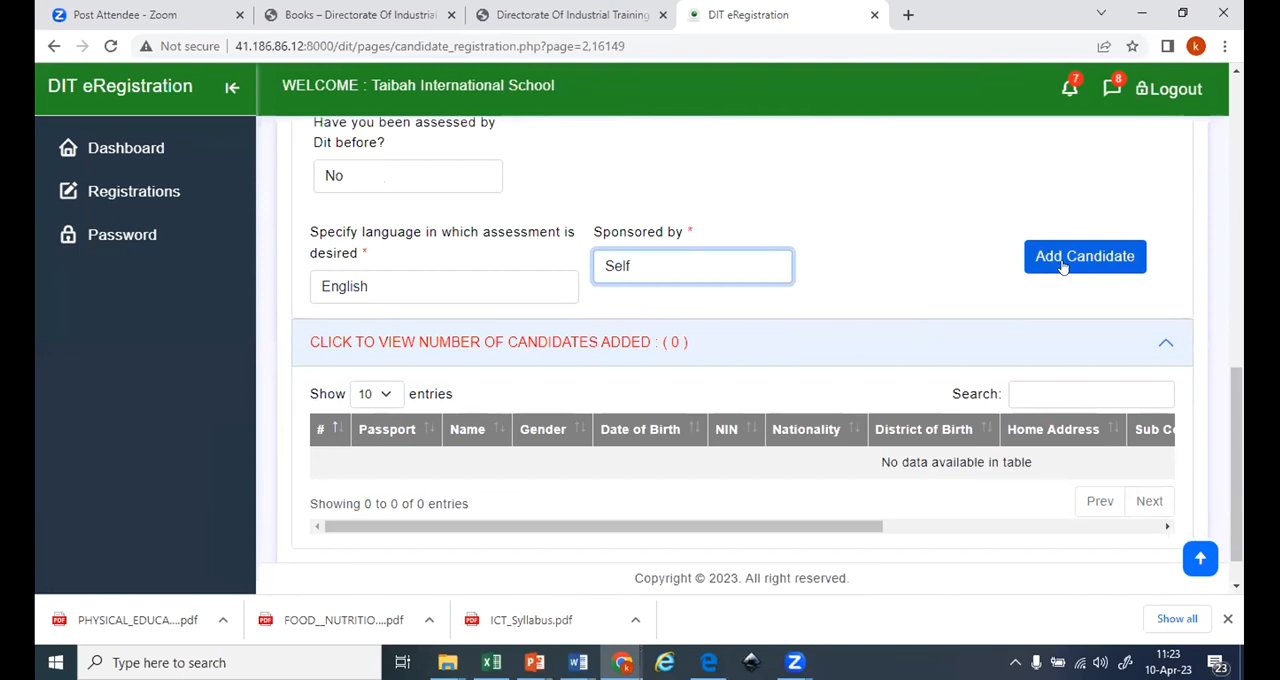 Post Attendee - Zoom
Books – Directorate Of Industrial
Directorate Of Industrial Training
DIT eRegistration
Not secure
41.186.86.12:8000/dit/pages/candidate_registration.php?page=2,16149
k
DIT eRegistration
WELCOME : Taibah International School
7
8
Logout
Dashboard
Registrations
Password
Have you been assessed by
Dit before?
No
Specify language in which assessment is
desired *
English
Sponsored by *
Self
Add Candidate
CLICK TO VIEW NUMBER OF CANDIDATES ADDED : ( 0 )
Show 10 entries
Search:
# Passport Name Gender Date of Birth NIN Nationality District of Birth Home Address Sub Co
No data available in table
Showing 0 to 0 of 0 entries
Prev Next
Copyright © 2023. All right reserved.
PHYSICAL_EDUCA....pdf
FOOD__NUTRITIO....pdf
ICT_Syllabus.pdf
Show all
Type here to search
11:23
10-Apr-23
23